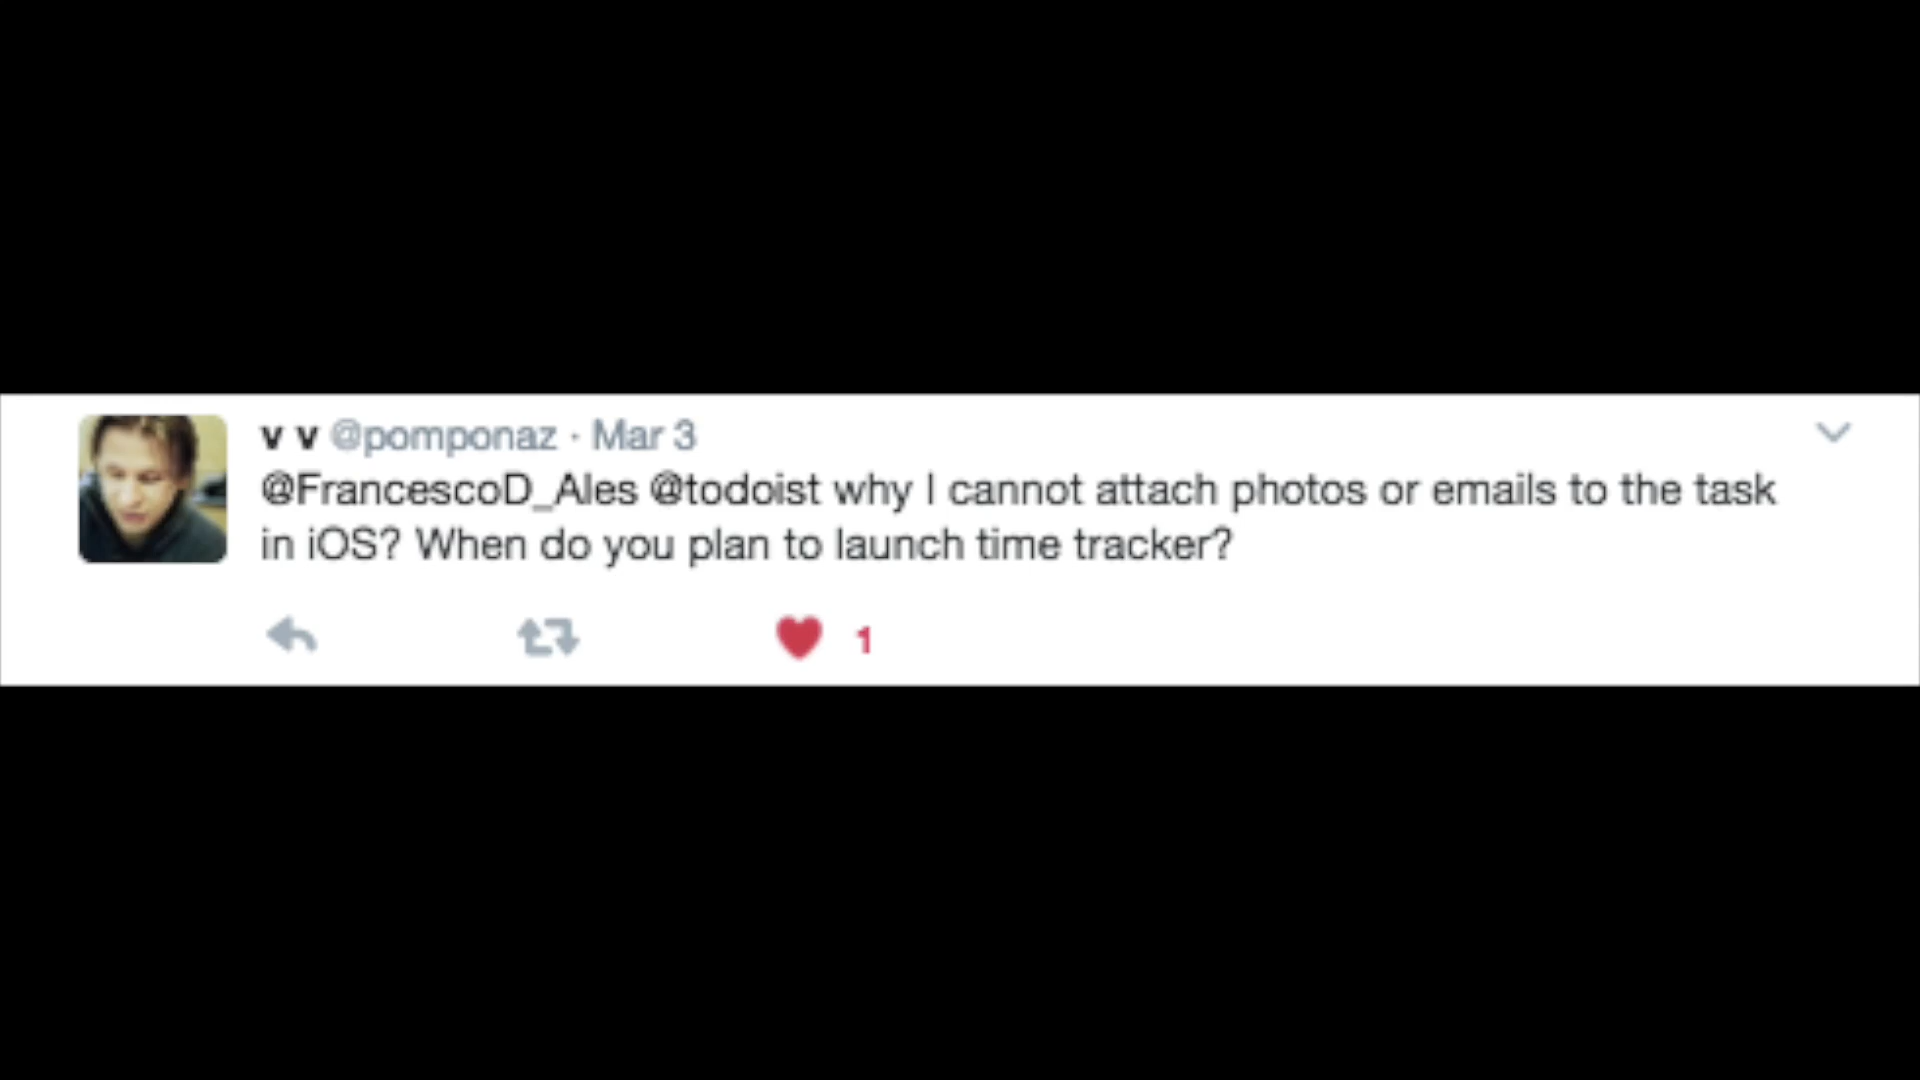 v v @pomponaz · Mar 3
@FrancescoD_Ales @todoist why I cannot attach photos or emails to the task
in iOS? When do you plan to launch time tracker?
1